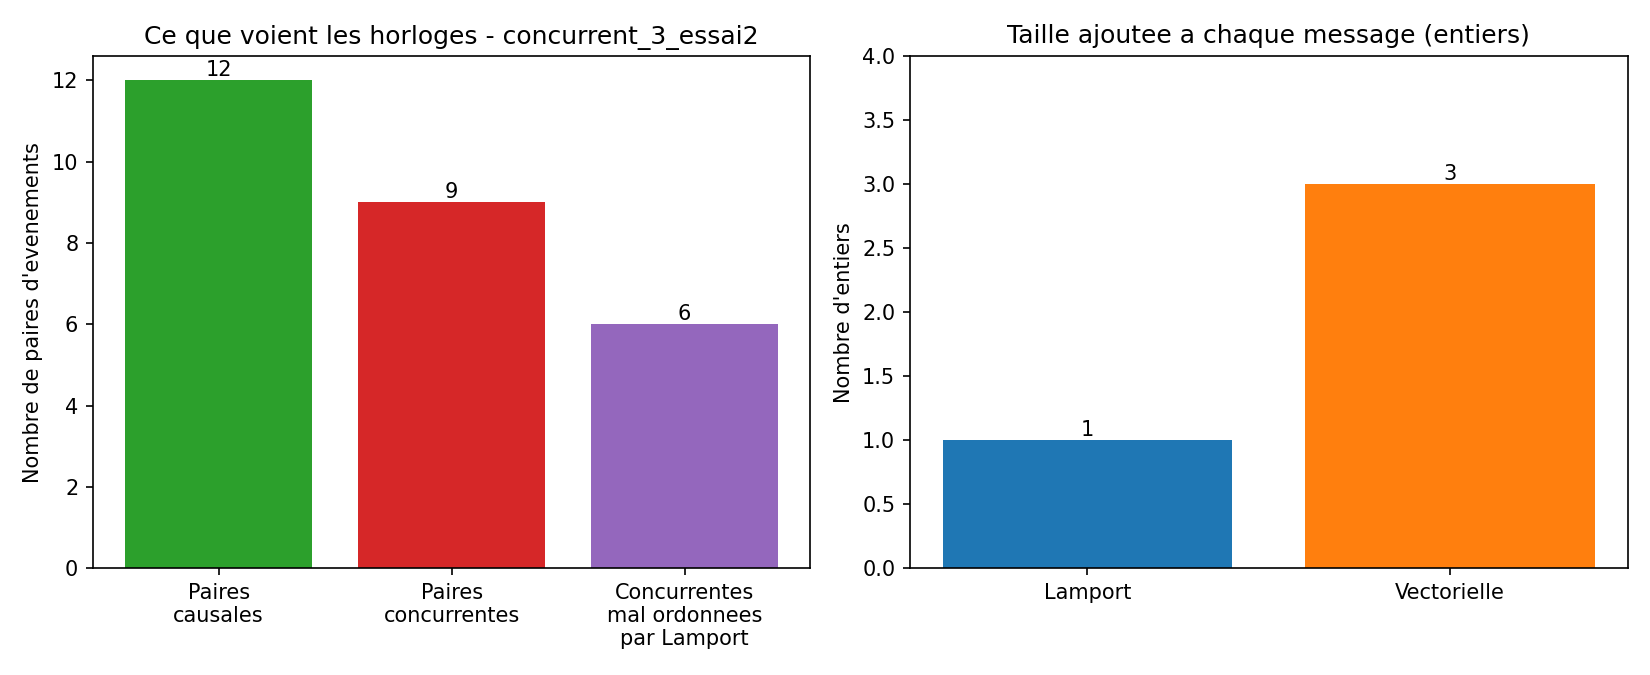 Ce que voient les horloges - concurrent_3_essai2
Nombre de paires d'evenements
12
10
8
6
4
2
0
12
9
6
Paires
causales
Paires
concurrentes
Concurrentes
mal ordonnees
par Lamport
Taille ajoutee a chaque message (entiers)
Nombre d'entiers
4.0
3.5
3.0
2.5
2.0
1.5
1.0
0.5
0.0
1
3
Lamport
Vectorielle